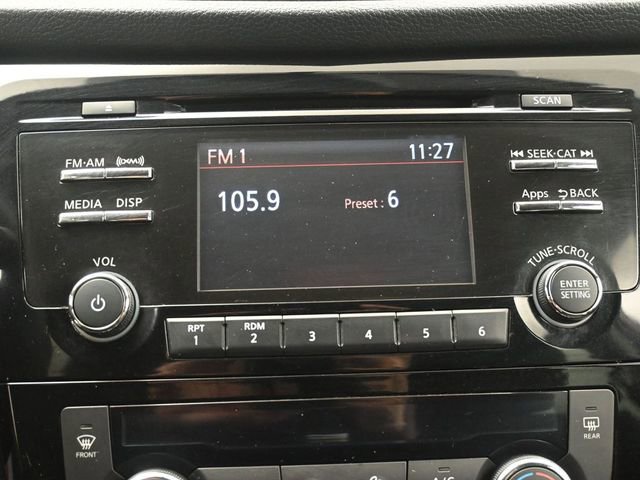 SCAN
FM·AM ((XM))
FM 1 11:27
SEEK·CAT
105.9 Preset : 6
Apps BACK
MEDIA DISP
VOL
TUNE·SCROLL
ENTER
SETTING
RPT
1
RDM
2
3
4
5
6
FRONT
REAR
A/C